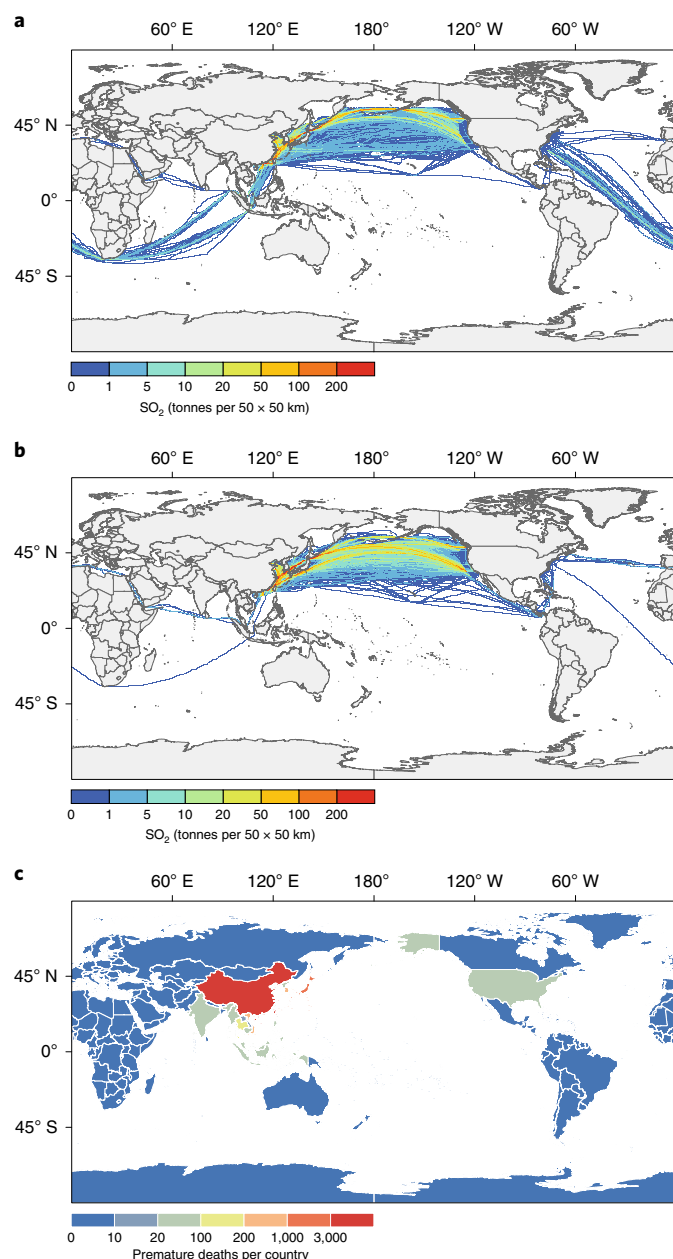 a
60° E 120° E 180° 120° W 60° W
45° N
0°
45° S
0 1 5 10 20 50 100 200
SO₂ (tonnes per 50 × 50 km)
b
60° E 120° E 180° 120° W 60° W
45° N
0°
45° S
0 1 5 10 20 50 100 200
SO₂ (tonnes per 50 × 50 km)
c
60° E 120° E 180° 120° W 60° W
45° N
0°
45° S
0 10 20 100 200 1,000 3,000
Premature deaths per country